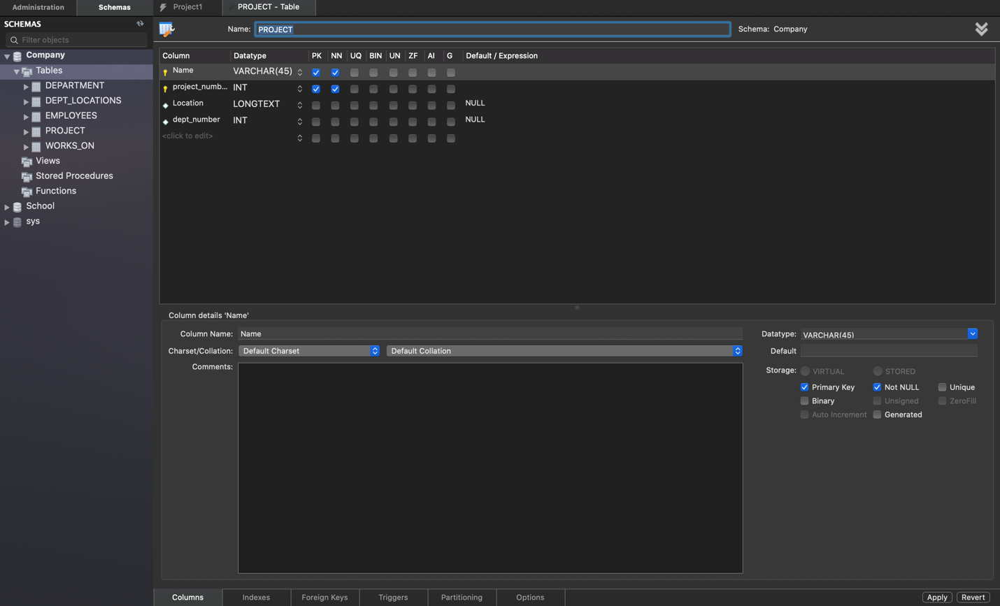 Administration
Schemas
Project1
PROJECT - Table
SCHEMAS
Filter objects
Company
Tables
DEPARTMENT
DEPT_LOCATIONS
EMPLOYEES
PROJECT
WORKS_ON
Views
Stored Procedures
Functions
School
sys
Name: PROJECT
Schema: Company
Column Datatype PK NN UQ BIN UN ZF AI G Default / Expression
Name VARCHAR(45)
project_numb... INT
Location LONGTEXT NULL
dept_number INT NULL
<click to edit>
Column details 'Name'
Column Name: Name
Charset/Collation: Default Charset Default Collation
Comments:
Datatype: VARCHAR(45)
Default
Storage: VIRTUAL STORED
Primary Key Not NULL Unique
Binary Unsigned ZeroFill
Auto Increment Generated
Columns Indexes Foreign Keys Triggers Partitioning Options
Apply Revert